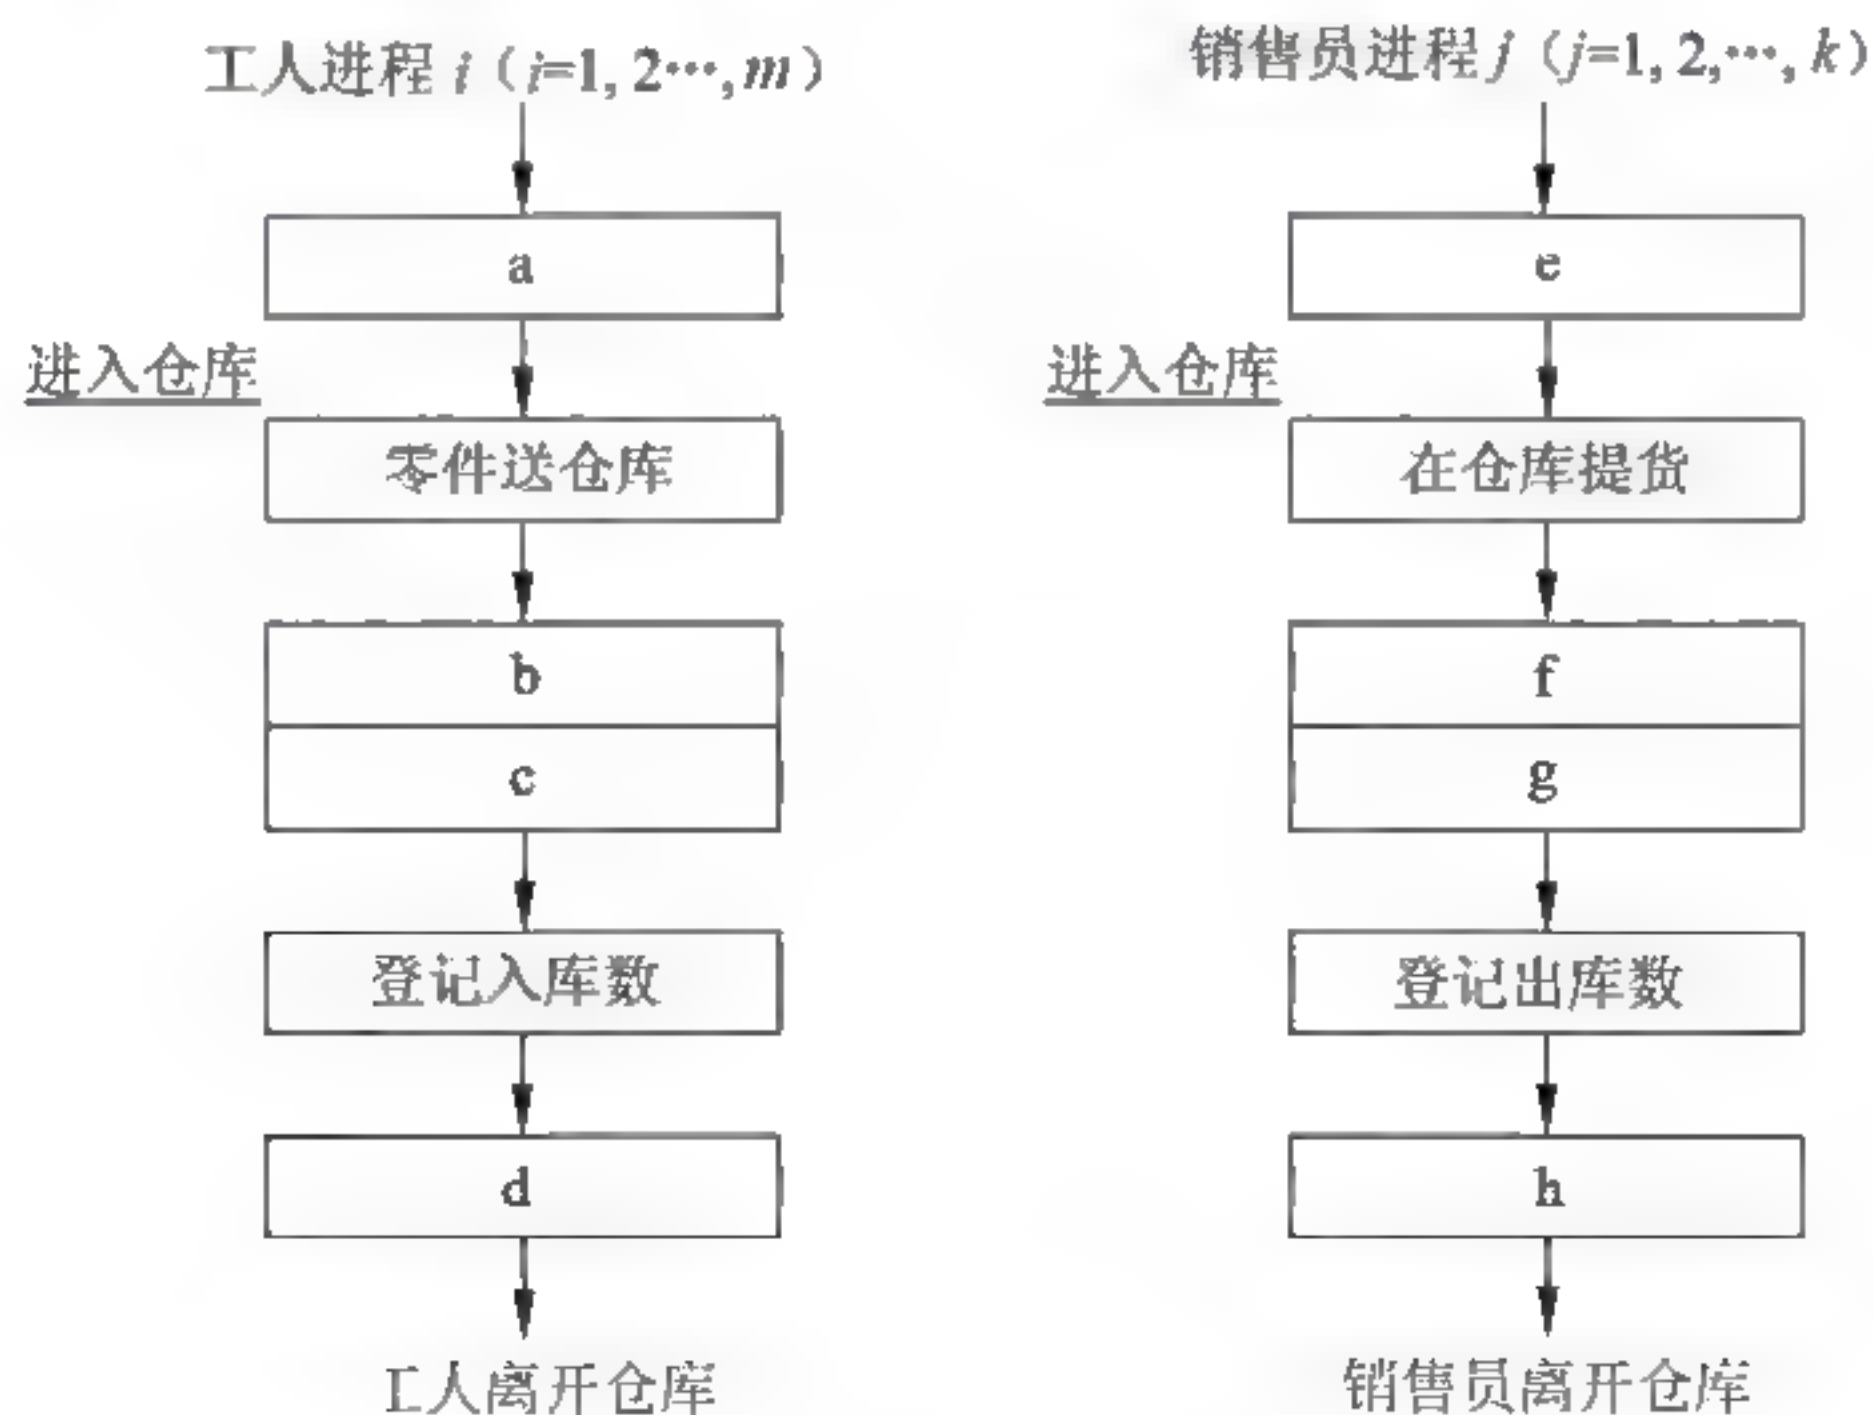 工人进程 i（i=1, 2…, m）
a
进入仓库
零件送仓库
b
c
登记入库数
d
工人离开仓库
销售员进程 j（j=1, 2,…, k）
e
进入仓库
在仓库提货
f
g
登记出库数
h
销售员离开仓库